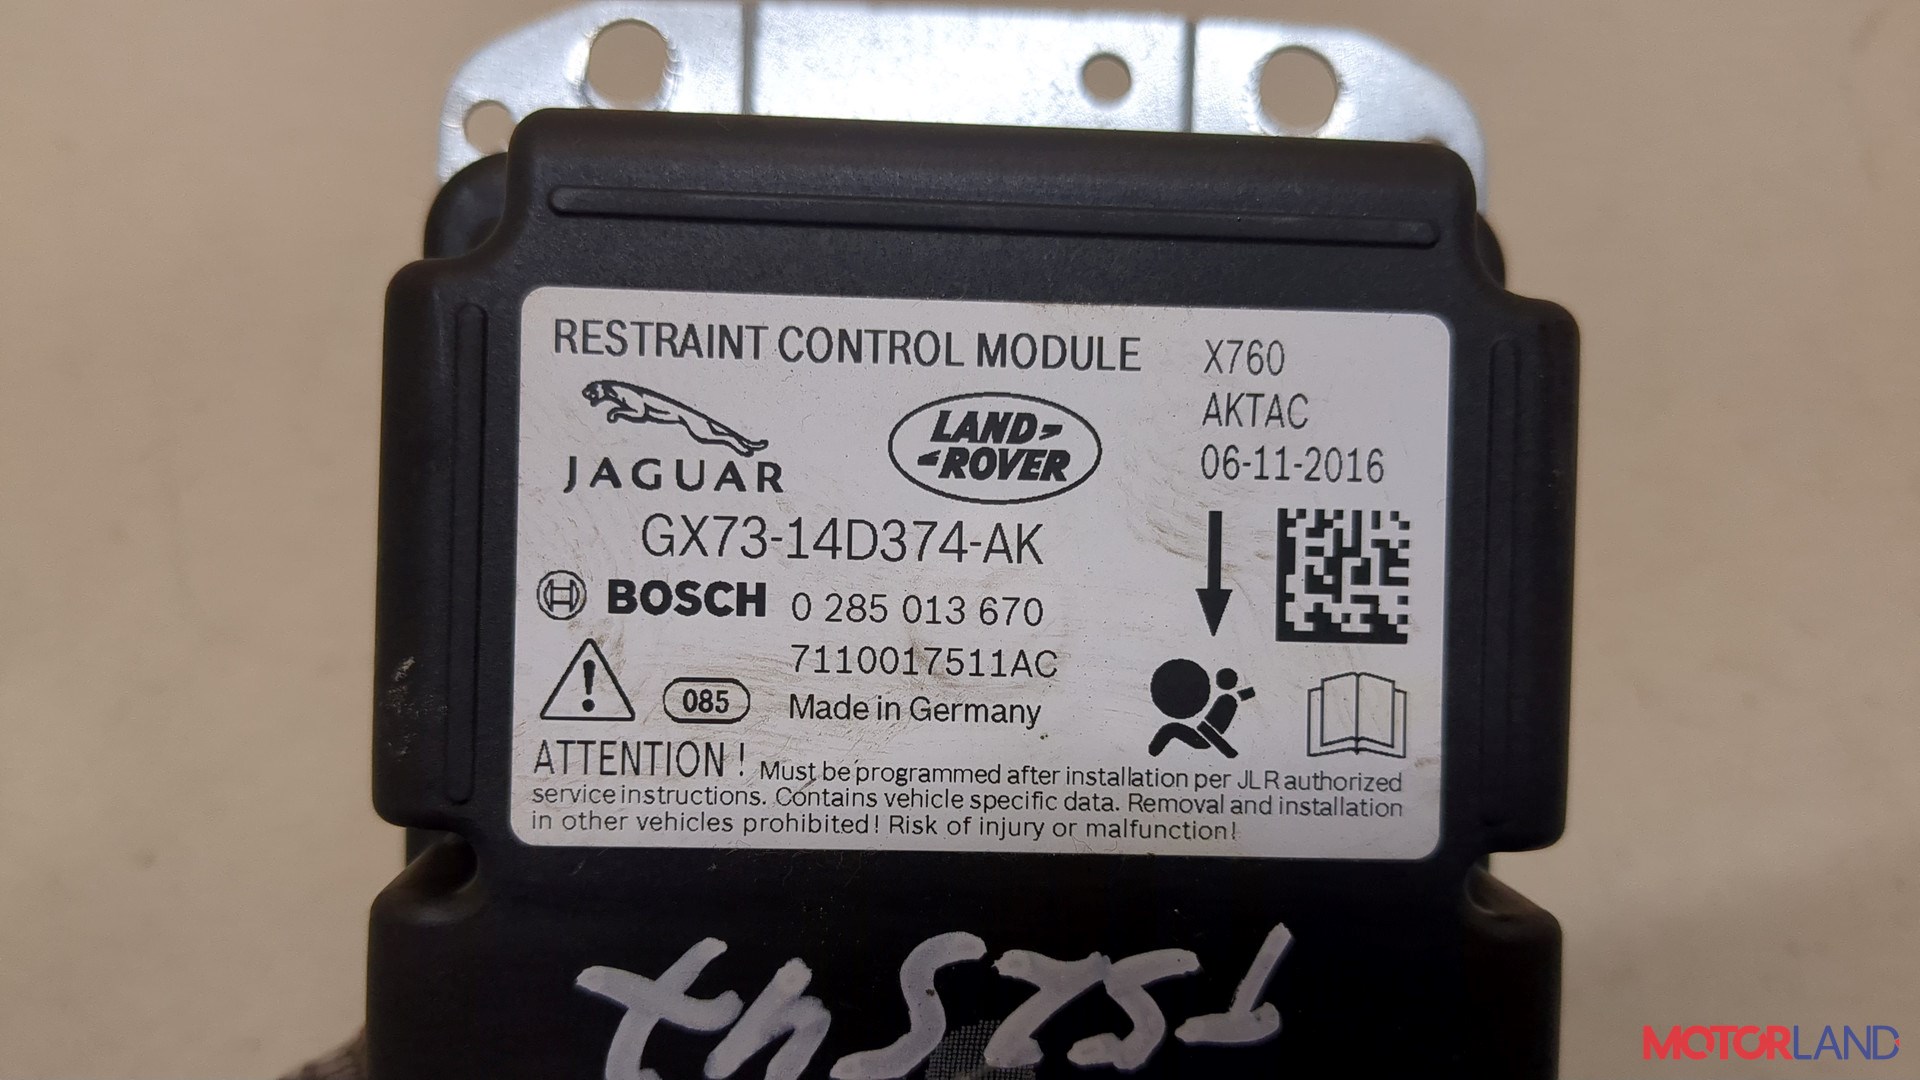 RESTRAINT CONTROL MODULE
X760
AKTAC
06-11-2016
JAGUAR
LAND
ROVER
GX73-14D374-AK
BOSCH 0 285 013 670
7110017511AC
085
Made in Germany
ATTENTION ! Must be programmed after installation per JLR authorized
service instructions. Contains vehicle specific data. Removal and installation
in other vehicles prohibited! Risk of injury or malfunction!
MOTORLAND